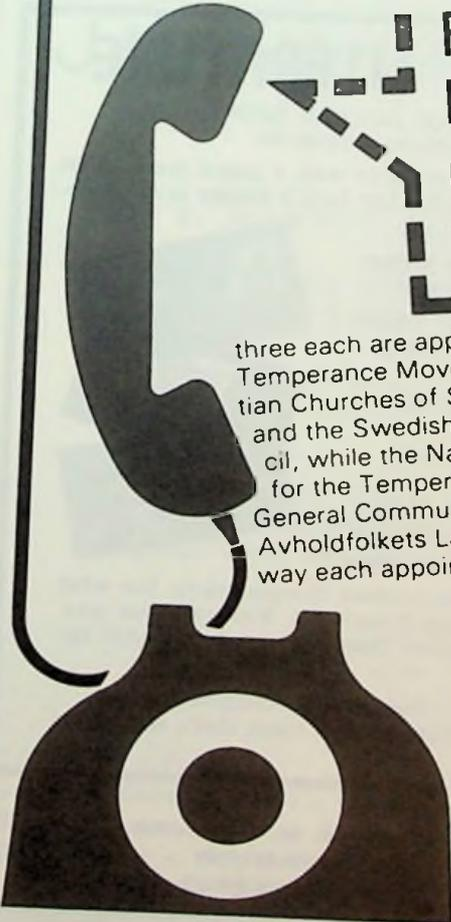 three each are app
Temperance Mov
tian Churches of S
and the Swedish
cil, while the Na
for the Temper
General Commu
Avholdfolkets L
way each appoi